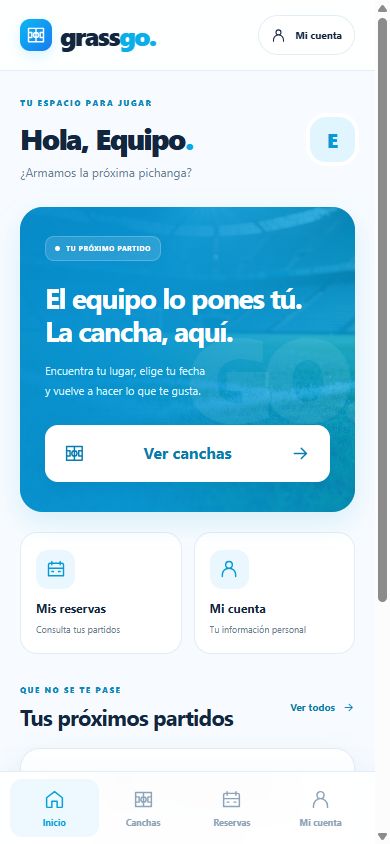 grassgo.
Mi cuenta
TU ESPACIO PARA JUGAR
Hola, Equipo.
E
¿Armamos la próxima pichanga?
TU PRÓXIMO PARTIDO
El equipo lo pones tú.
La cancha, aquí.
GO
Encuentra tu lugar, elige tu fecha
y vuelve a hacer lo que te gusta.
Ver canchas
Mis reservas
Consulta tus partidos
Mi cuenta
Tu información personal
QUE NO SE TE PASE
Tus próximos partidos
Ver todos
Inicio
Canchas
Reservas
Mi cuenta